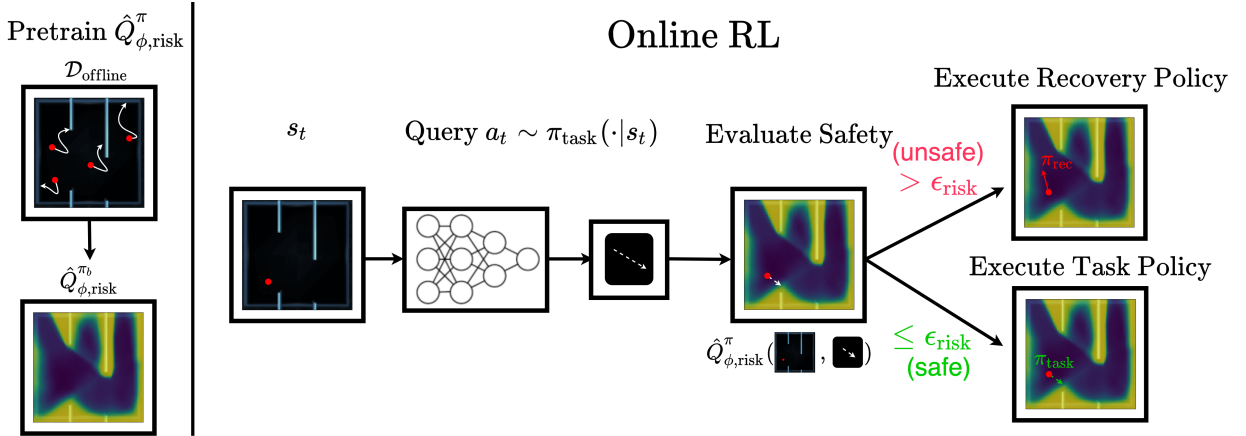 Pretrain $\hat{Q}^{\pi}_{\phi,\text{risk}}$
$\mathcal{D}_{\text{offline}}$
$\hat{Q}^{\pi_b}_{\phi,\text{risk}}$
Online RL
$s_t$
Query $a_t \sim \pi_{\text{task}}(\cdot|s_t)$
Evaluate Safety
$\hat{Q}^{\pi}_{\phi,\text{risk}}($ , $)$
(unsafe)
$> \epsilon_{\text{risk}}$
$\leq \epsilon_{\text{risk}}$
(safe)
Execute Recovery Policy
$\pi_{\text{rec}}$
Execute Task Policy
$\pi_{\text{task}}$